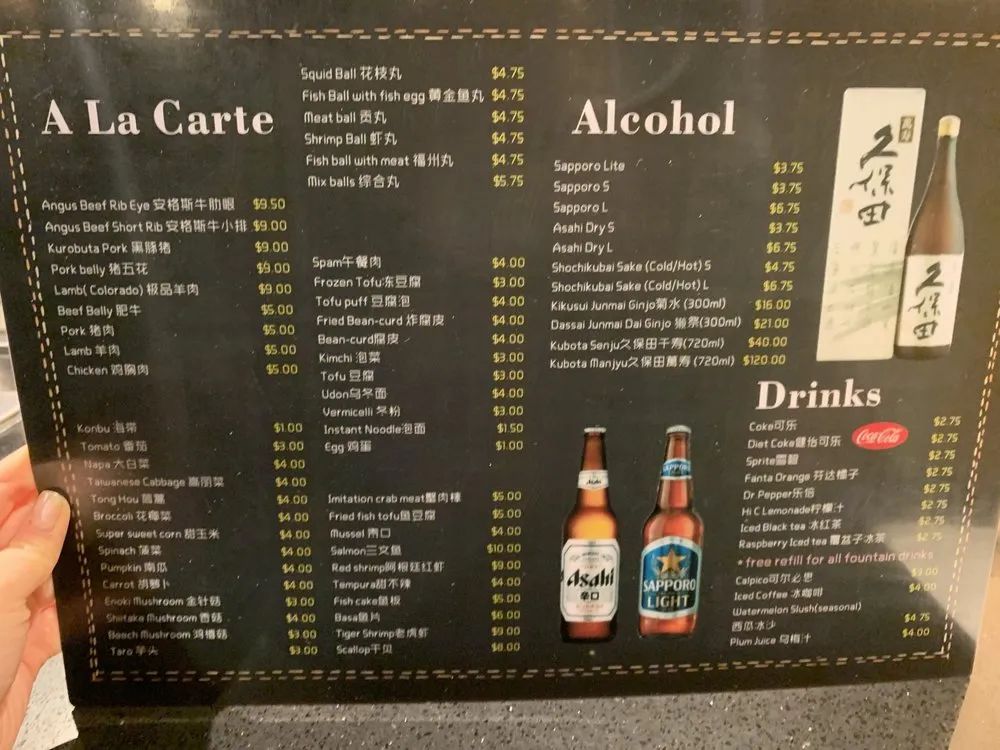 A La Carte
Angus Beef Rib Eye 安格斯牛肋眼 $9.50
Angus Beef Short Rib 安格斯牛小排 $9.00
Kurobuta Pork 黑豚猪 $9.00
Pork belly 猪五花 $9.00
Lamb( Colorado) 极品羊肉 $9.00
Beef Belly 肥牛 $5.00
Pork 猪肉 $5.00
Lamb 羊肉 $5.00
Chicken 鸡胸肉 $5.00
Konbu 海带 $1.00
Tomato 番茄 $3.00
Napa 大白菜 $4.00
Taiwanese Cabbage 高丽菜 $4.00
Tong Hou 茼蒿 $4.00
Broccoli 花椰菜 $4.00
Super sweet corn 甜玉米 $4.00
Spinach 菠菜 $4.00
Pumpkin 南瓜 $4.00
Carrot 胡萝卜 $4.00
Enoki Mushroom 金针菇 $3.00
Shiitake Mushroom 香菇 $4.00
Beech Mushroom 鸿禧菇 $3.00
Taro 芋头 $3.00
Squid Ball 花枝丸 $4.75
Fish Ball with fish egg 黄金鱼丸 $4.75
Meat ball 贡丸 $4.75
Shrimp Ball 虾丸 $4.75
Fish ball with meat 福州丸 $4.75
Mix balls 综合丸 $5.75
Spam午餐肉 $4.00
Frozen Tofu冻豆腐 $3.00
Tofu puff 豆腐泡 $4.00
Fried Bean-curd 炸腐皮 $4.00
Bean-curd腐皮 $4.00
Kimchi 泡菜 $3.00
Tofu 豆腐 $3.00
Udon乌冬面 $4.00
Vermicelli 冬粉 $3.00
Instant Noodle泡面 $1.50
Egg 鸡蛋 $1.00
Imitation crab meat蟹肉棒 $5.00
Fried fish tofu鱼豆腐 $5.00
Mussel 青口 $4.00
Salmon三文鱼 $10.00
Red shrimp阿根廷红虾 $9.00
Tempura甜不辣 $4.00
Fish cake鱼板 $5.00
Basa鱼片 $6.00
Tiger Shrimp老虎虾 $9.00
Scallop干贝 $8.00
Alcohol
Sapporo Lite $3.75
Sapporo S $3.75
Sapporo L $6.75
Asahi Dry S $3.75
Asahi Dry L $6.75
Shochikubai Sake (Cold/Hot) S $4.75
Shochikubai Sake (Cold/Hot) L $6.75
Kikusui Junmai Ginjo菊水 (300ml) $16.00
Dassai Junmai Dai Ginjo 獭祭(300ml) $21.00
Kubota Senju久保田千寿(720ml) $40.00
Kubota Manjyu久保田萬寿 (720ml) $120.00
萬寿
久保田
久保田
Asahi
Asahi
辛口
SAPPORO
SAPPORO
LIGHT
Drinks
Coke可乐 $2.75
Diet Coke健怡可乐 $2.75
Coca-Cola
Sprite雪碧 $2.75
Fanta Orange 芬达橘子 $2.75
Dr Pepper乐倍 $2.75
Hi C Lemonade柠檬汁 $2.75
Iced Black tea 冰红茶 $2.75
Raspberry Iced tea 覆盆子冰茶 $2.75
*free refill for all fountain drinks
Calpico可尔必思 $3.00
Iced Coffee 冰咖啡 $4.00
Watermelon Slush(seasonal)
西瓜冰沙 $4.75
Plum Juice 乌梅汁 $4.00